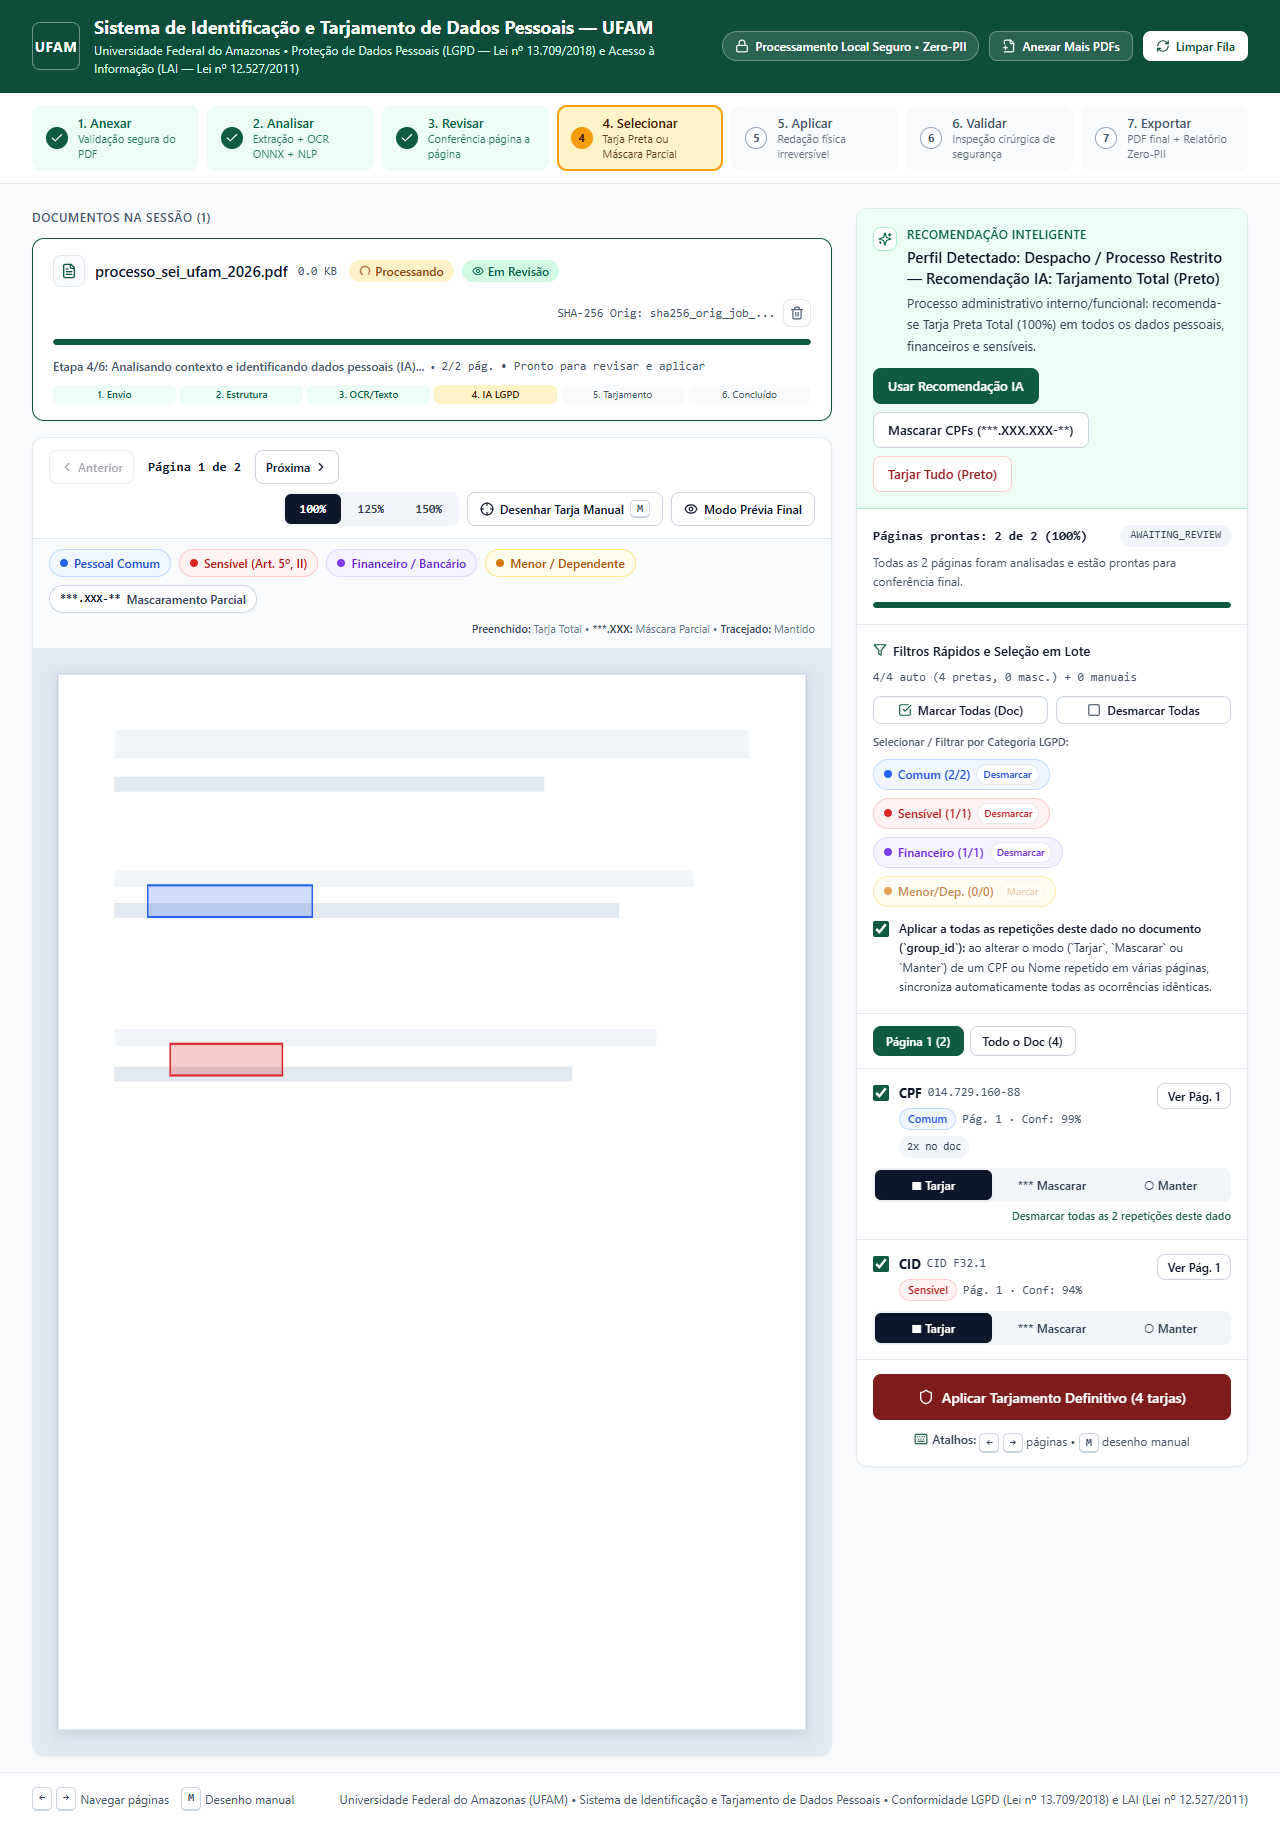 UFAM
Sistema de Identificação e Tarjamento de Dados Pessoais — UFAM
Universidade Federal do Amazonas • Proteção de Dados Pessoais (LGPD — Lei nº 13.709/2018) e Acesso à
Informação (LAI — Lei nº 12.527/2011)
Processamento Local Seguro • Zero-PII
Anexar Mais PDFs
Limpar Fila
1. Anexar
Validação segura do
PDF
2. Analisar
Extração + OCR
ONNX + NLP
3. Revisar
Conferência página a
página
4
4. Selecionar
Tarja Preta ou
Máscara Parcial
5
5. Aplicar
Redação física
irreversível
6
6. Validar
Inspeção cirúrgica de
segurança
7
7. Exportar
PDF final + Relatório
Zero-PII
DOCUMENTOS NA SESSÃO (1)
processo_sei_ufam_2026.pdf 0.0 KB Processando Em Revisão
SHA-256 Orig: sha256_orig_job_...
Etapa 4/6: Analisando contexto e identificando dados pessoais (IA)... • 2/2 pág. • Pronto para revisar e aplicar
1. Envio 2. Estrutura 3. OCR/Texto 4. IA LGPD 5. Tarjamento 6. Concluído
Anterior Página 1 de 2 Próxima
100% 125% 150% Desenhar Tarja Manual M Modo Prévia Final
Pessoal Comum Sensível (Art. 5º, II) Financeiro / Bancário Menor / Dependente
***.XXX-** Mascaramento Parcial
Preenchido: Tarja Total • ***.XXX: Máscara Parcial • Tracejado: Mantido
RECOMENDAÇÃO INTELIGENTE
Perfil Detectado: Despacho / Processo Restrito
— Recomendação IA: Tarjamento Total (Preto)
Processo administrativo interno/funcional: recomenda-
se Tarja Preta Total (100%) em todos os dados pessoais,
financeiros e sensíveis.
Usar Recomendação IA
Mascarar CPFs (***.XXX.XXX-**)
Tarjar Tudo (Preto)
Páginas prontas: 2 de 2 (100%) AWAITING_REVIEW
Todas as 2 páginas foram analisadas e estão prontas para
conferência final.
Filtros Rápidos e Seleção em Lote
4/4 auto (4 pretas, 0 masc.) + 0 manuais
Marcar Todas (Doc) Desmarcar Todas
Selecionar / Filtrar por Categoria LGPD:
Comum (2/2) Desmarcar
Sensível (1/1) Desmarcar
Financeiro (1/1) Desmarcar
Menor/Dep. (0/0) Marcar
Aplicar a todas as repetições deste dado no documento
(`group_id`): ao alterar o modo (`Tarjar`, `Mascarar` ou
`Manter`) de um CPF ou Nome repetido em várias páginas,
sincroniza automaticamente todas as ocorrências idênticas.
Página 1 (2) Todo o Doc (4)
CPF 014.729.160-88 Ver Pág. 1
Comum Pág. 1 · Conf: 99%
2x no doc
■ Tarjar *** Mascarar ○ Manter
Desmarcar todas as 2 repetições deste dado
CID CID F32.1 Ver Pág. 1
Sensível Pág. 1 · Conf: 94%
■ Tarjar *** Mascarar ○ Manter
Aplicar Tarjamento Definitivo (4 tarjas)
Atalhos: ← → páginas • M desenho manual
← → Navegar páginas M Desenho manual
Universidade Federal do Amazonas (UFAM) • Sistema de Identificação e Tarjamento de Dados Pessoais • Conformidade LGPD (Lei nº 13.709/2018) e LAI (Lei nº 12.527/2011)